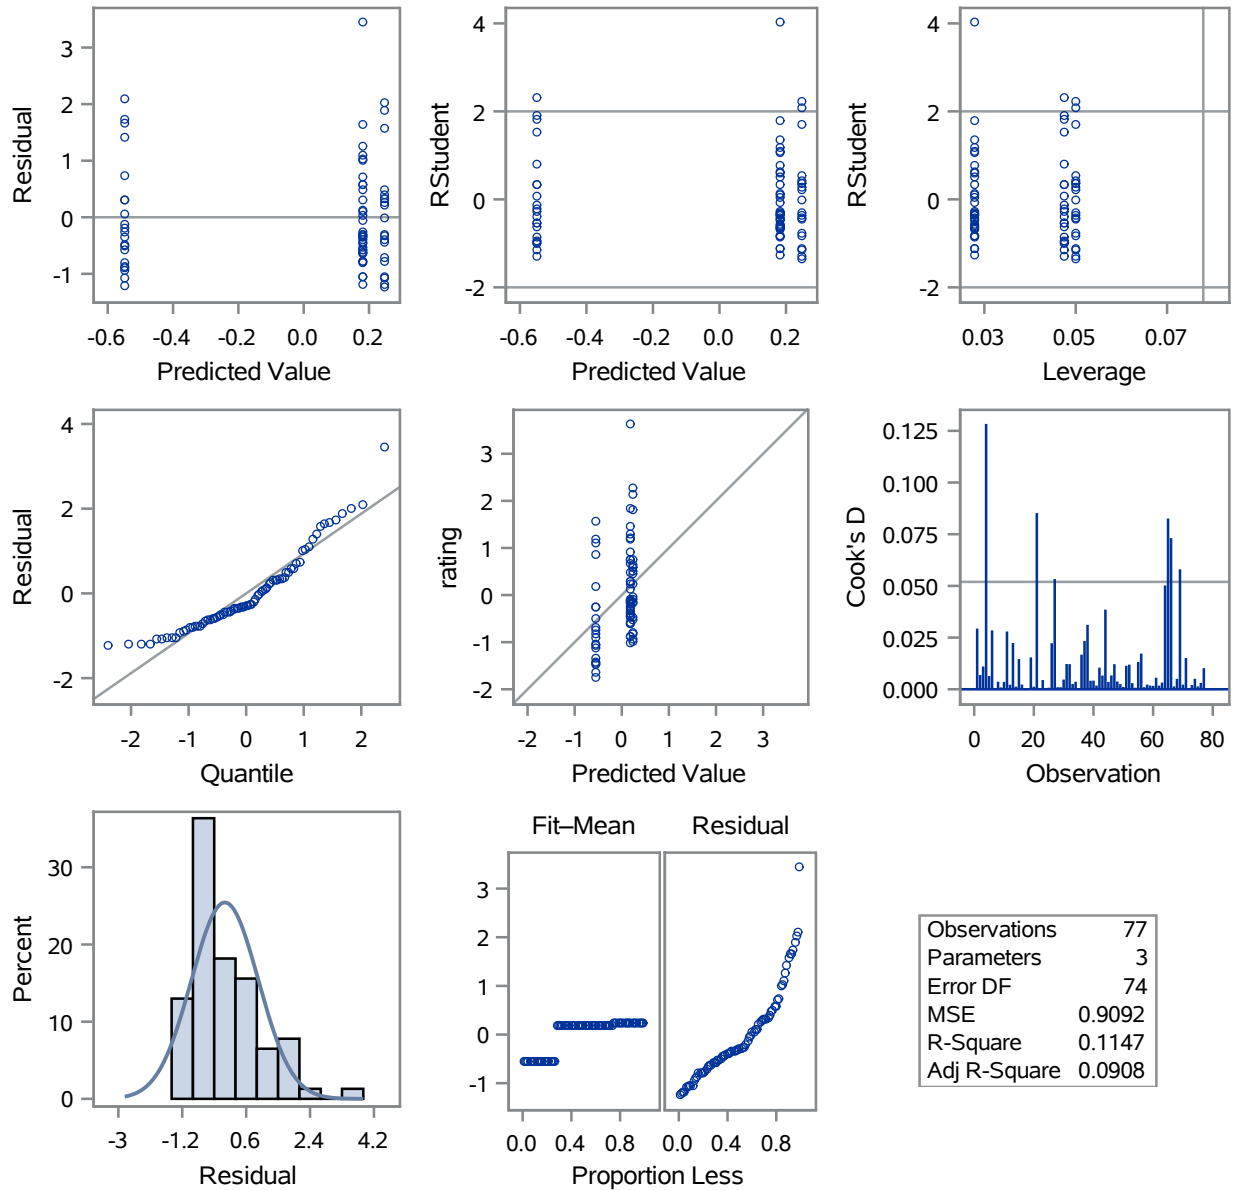 Residual
3
2
1
0
-1
-0.6 -0.4 -0.2 0.0 0.2
Predicted Value
RStudent
4
2
0
-2
-0.6 -0.4 -0.2 0.0 0.2
Predicted Value
RStudent
4
2
0
-2
0.03 0.05 0.07
Leverage
Residual
4
2
0
-2
-2 -1 0 1 2
Quantile
rating
3
2
1
0
-1
-2
-2 -1 0 1 2 3
Predicted Value
Cook's D
0.125
0.100
0.075
0.050
0.025
0.000
0 20 40 60 80
Observation
Percent
30
20
10
0
-3 -1.2 0.6 2.4 4.2
Residual
Fit–Mean Residual
3
2
1
0
-1
0.0 0.4 0.8 0.0 0.4 0.8
Proportion Less
Observations 77
Parameters 3
Error DF 74
MSE 0.9092
R-Square 0.1147
Adj R-Square 0.0908